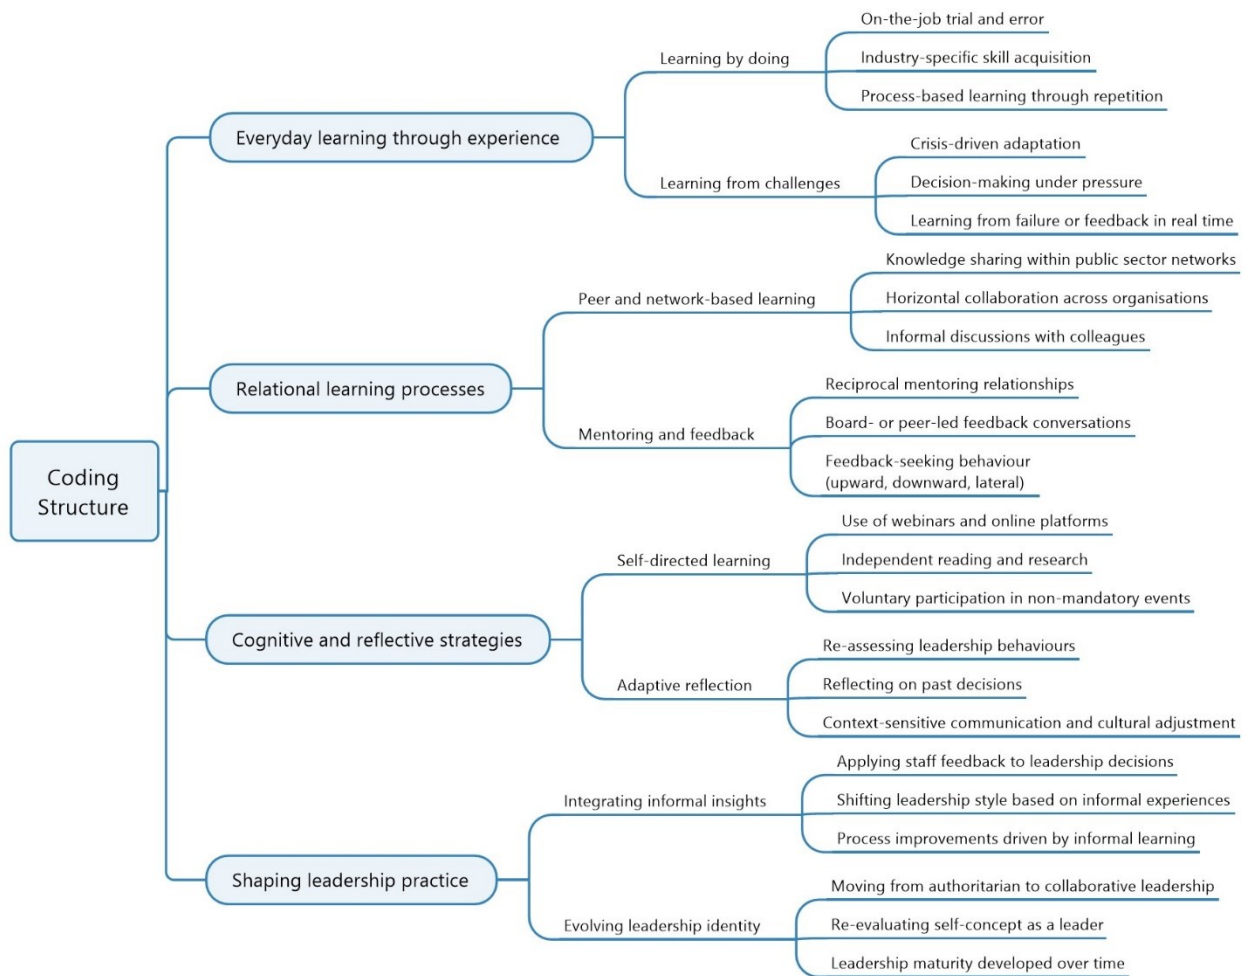 Coding
Structure
Everyday learning through experience
Learning by doing
On-the-job trial and error
Industry-specific skill acquisition
Process-based learning through repetition
Learning from challenges
Crisis-driven adaptation
Decision-making under pressure
Learning from failure or feedback in real time
Relational learning processes
Peer and network-based learning
Knowledge sharing within public sector networks
Horizontal collaboration across organisations
Informal discussions with colleagues
Mentoring and feedback
Reciprocal mentoring relationships
Board- or peer-led feedback conversations
Feedback-seeking behaviour
(upward, downward, lateral)
Cognitive and reflective strategies
Self-directed learning
Use of webinars and online platforms
Independent reading and research
Voluntary participation in non-mandatory events
Adaptive reflection
Re-assessing leadership behaviours
Reflecting on past decisions
Context-sensitive communication and cultural adjustment
Shaping leadership practice
Integrating informal insights
Applying staff feedback to leadership decisions
Shifting leadership style based on informal experiences
Process improvements driven by informal learning
Evolving leadership identity
Moving from authoritarian to collaborative leadership
Re-evaluating self-concept as a leader
Leadership maturity developed over time